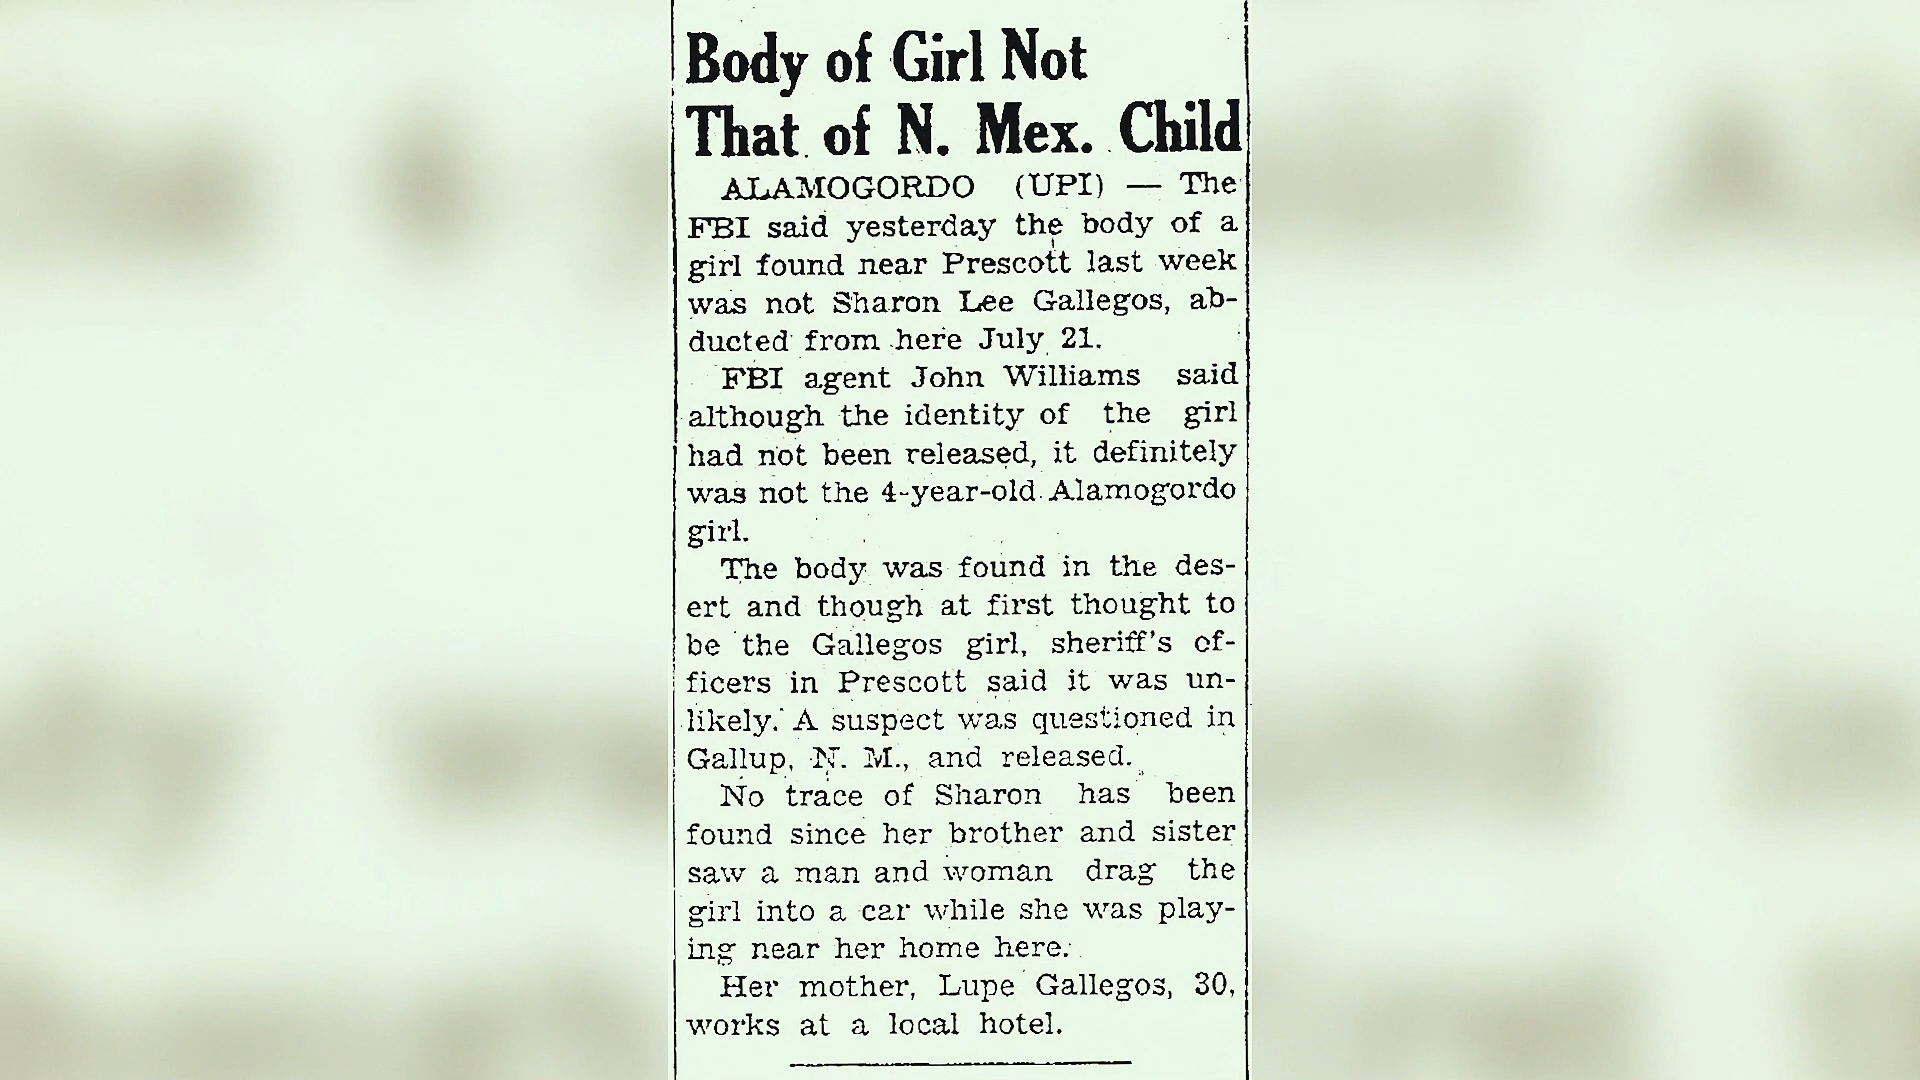 Body of Girl Not
That of N. Mex. Child
ALAMOGORDO (UPI) — The
FBI said yesterday the body of a
girl found near Prescott last week
was not Sharon Lee Gallegos, ab-
ducted from here July 21.
FBI agent John Williams said
although the identity of the girl
had not been released, it definitely
was not the 4-year-old Alamogordo
girl.
The body was found in the des-
ert and though at first thought to
be the Gallegos girl, sheriff's of-
ficers in Prescott said it was un-
likely. A suspect was questioned in
Gallup, N. M., and released.
No trace of Sharon has been
found since her brother and sister
saw a man and woman drag the
girl into a car while she was play-
ing near her home here.
Her mother, Lupe Gallegos, 30,
works at a local hotel.